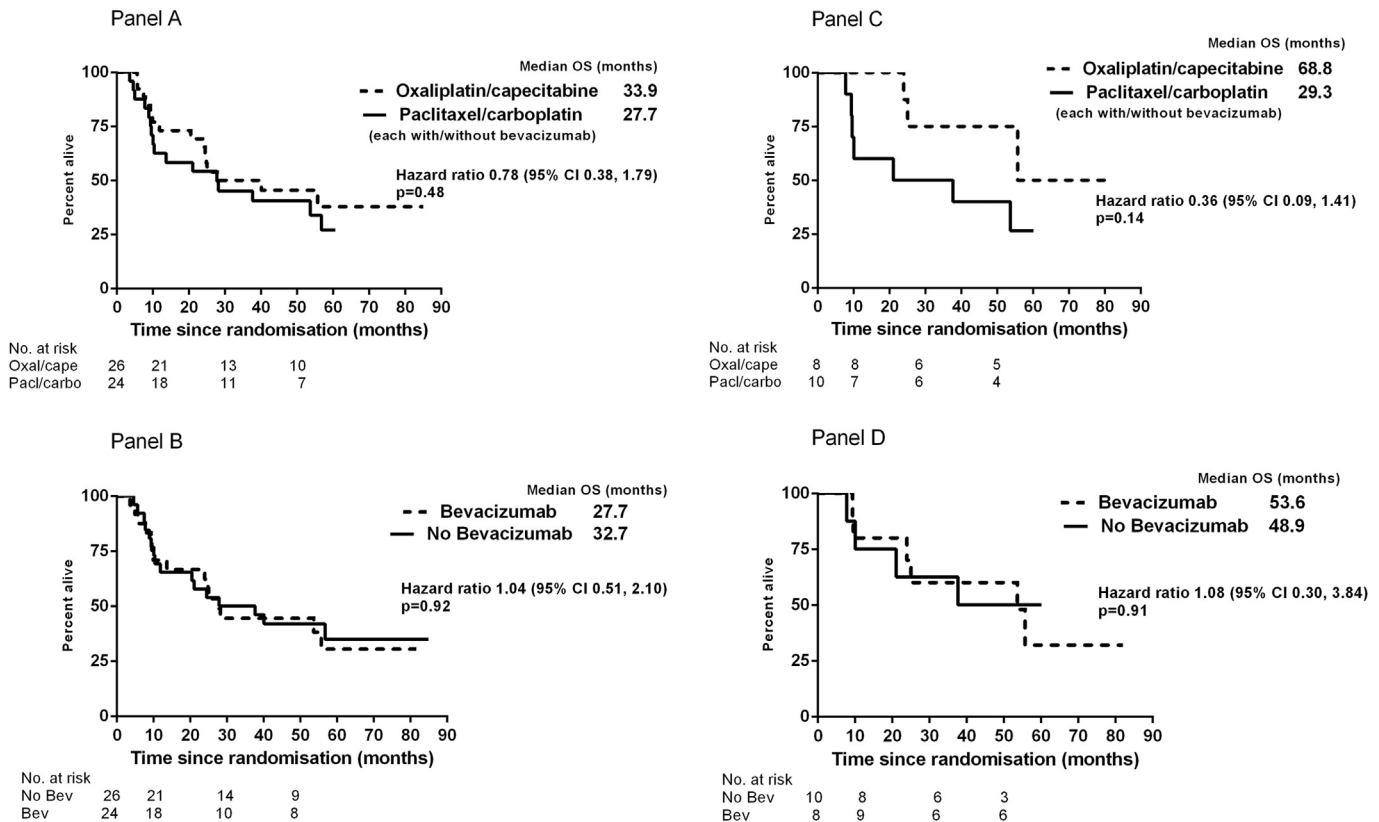 Panel A
Median OS (months)
Oxaliplatin/capecitabine 33.9
Paclitaxel/carboplatin 27.7
(each with/without bevacizumab)
Hazard ratio 0.78 (95% CI 0.38, 1.79)
p=0.48
Percent alive
100
75
50
25
0
0 10 20 30 40 50 60 70 80 90
Time since randomisation (months)
No. at risk
Oxal/cape 26 21 13 10
Pacl/carbo 24 18 11 7
Panel C
Median OS (months)
Oxaliplatin/capecitabine 68.8
Paclitaxel/carboplatin 29.3
(each with/without bevacizumab)
Hazard ratio 0.36 (95% CI 0.09, 1.41)
p=0.14
Percent alive
100
75
50
25
0
0 10 20 30 40 50 60 70 80 90
Time since randomisation (months)
No. at risk
Oxal/cape 8 8 6 5
Pacl/carbo 10 7 6 4
Panel B
Median OS (months)
Bevacizumab 27.7
No Bevacizumab 32.7
Hazard ratio 1.04 (95% CI 0.51, 2.10)
p=0.92
Percent alive
100
75
50
25
0
0 10 20 30 40 50 60 70 80 90
Time since randomisation (months)
No. at risk
No Bev 26 21 14 9
Bev 24 18 10 8
Panel D
Median OS (months)
Bevacizumab 53.6
No Bevacizumab 48.9
Hazard ratio 1.08 (95% CI 0.30, 3.84)
p=0.91
Percent alive
100
75
50
25
0
0 10 20 30 40 50 60 70 80 90
Time since randomisation (months)
No. at risk
No Bev 10 8 6 3
Bev 8 9 6 6